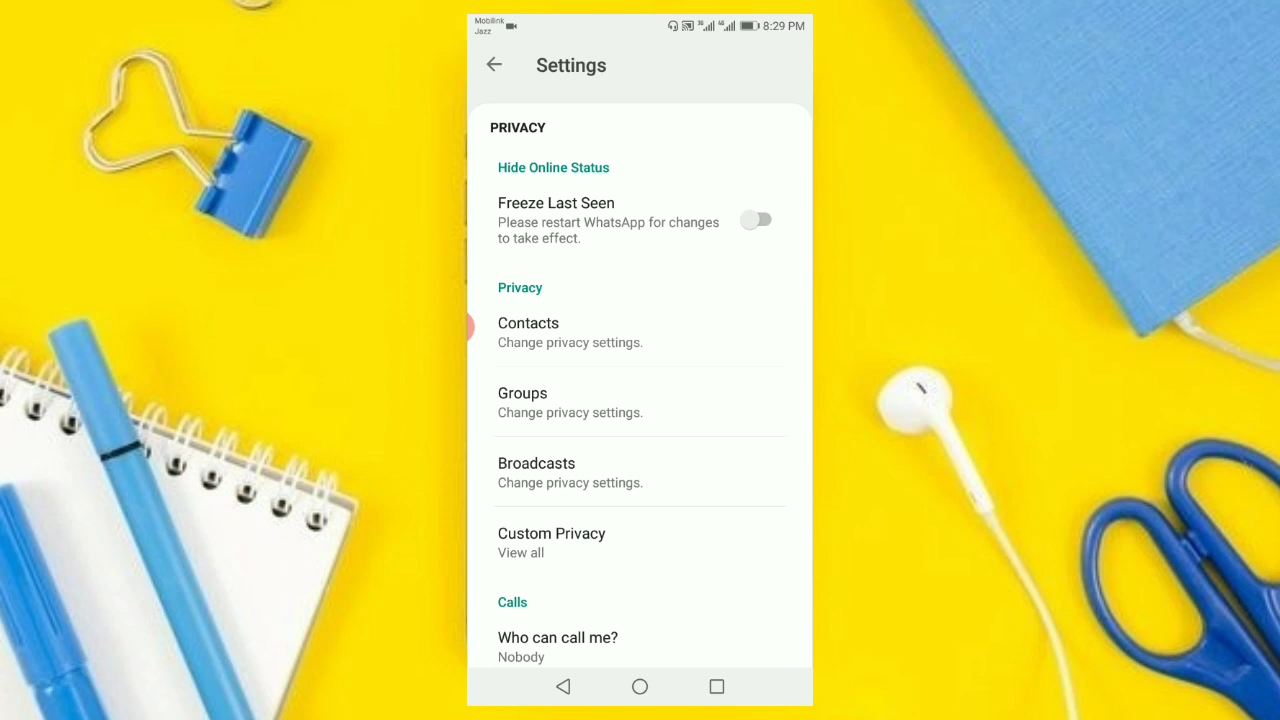 Mobilink
Jazz
3G
4G
8:29 PM
Settings
PRIVACY
Hide Online Status
Freeze Last Seen
Please restart WhatsApp for changes
to take effect.
Privacy
Contacts
Change privacy settings.
Groups
Change privacy settings.
Broadcasts
Change privacy settings.
Custom Privacy
View all
Calls
Who can call me?
Nobody